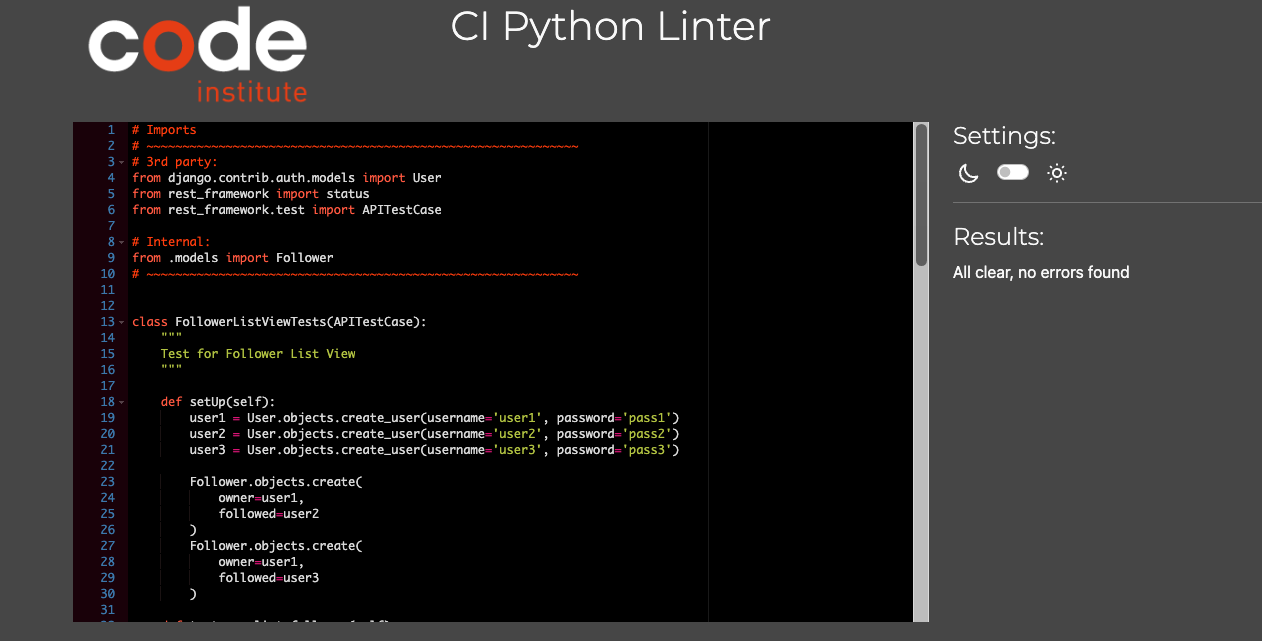 code
institute
CI Python Linter
1 # Imports
2 # ~~~~~~~~~~~~~~~~~~~~~~~~~~~~~~~~~~~~~~~~~~~~~~~~~~~~~~~~~~~~
3 # 3rd party:
4 from django.contrib.auth.models import User
5 from rest_framework import status
6 from rest_framework.test import APITestCase
7
8 # Internal:
9 from .models import Follower
10 # ~~~~~~~~~~~~~~~~~~~~~~~~~~~~~~~~~~~~~~~~~~~~~~~~~~~~~~~~~~~~
11
12
13 class FollowerListViewTests(APITestCase):
14     """
15     Test for Follower List View
16     """
17
18     def setUp(self):
19         user1 = User.objects.create_user(username='user1', password='pass1')
20         user2 = User.objects.create_user(username='user2', password='pass2')
21         user3 = User.objects.create_user(username='user3', password='pass3')
22
23         Follower.objects.create(
24             owner=user1,
25             followed=user2
26         )
27         Follower.objects.create(
28             owner=user1,
29             followed=user3
30         )
31
Settings:
Results:
All clear, no errors found